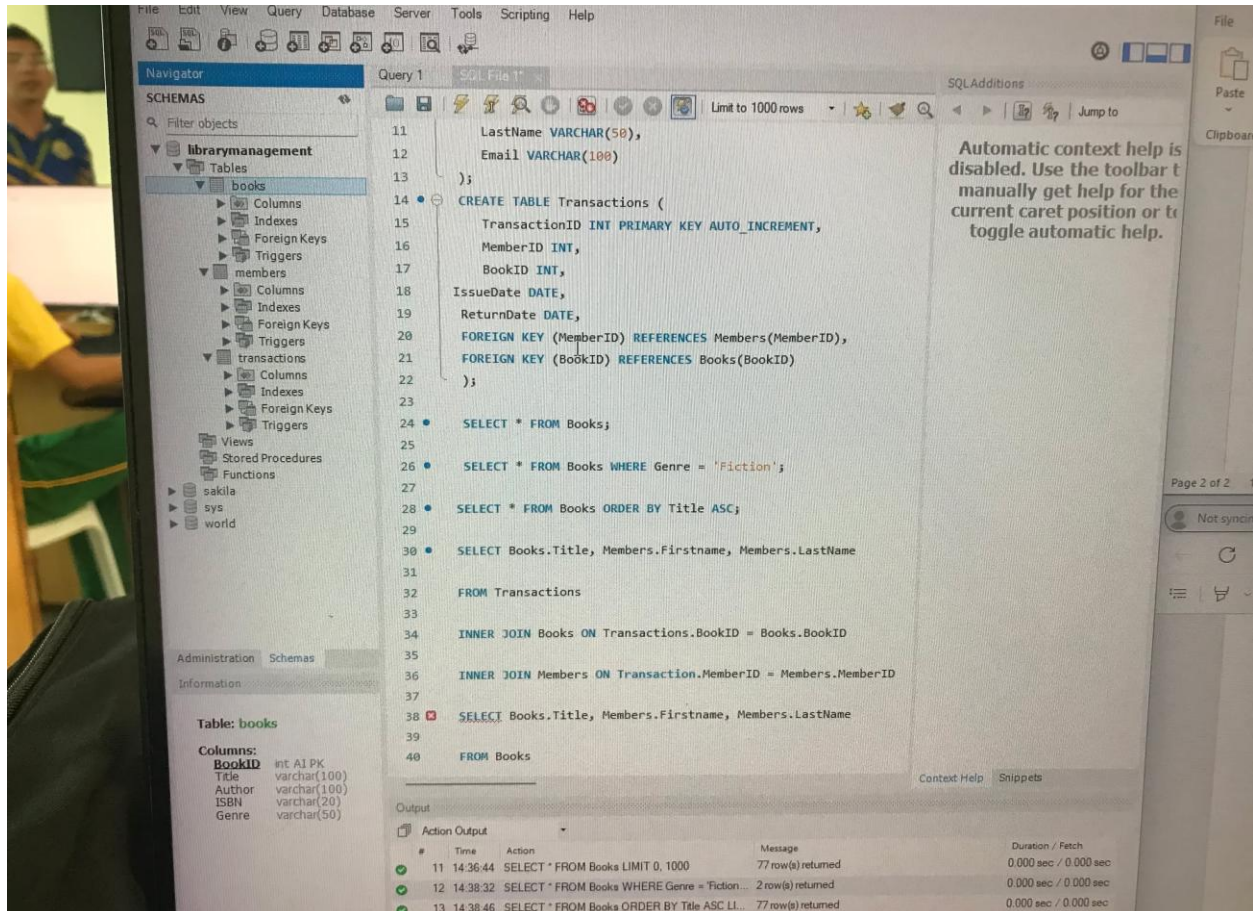 File Edit View Query Database Server Tools Scripting Help
File
Paste
Clipboar
Navigator
SCHEMAS
Filter objects
librarymanagement
Tables
books
Columns
Indexes
Foreign Keys
Triggers
members
Columns
Indexes
Foreign Keys
Triggers
transactions
Columns
Indexes
Foreign Keys
Triggers
Views
Stored Procedures
Functions
sakila
sys
world
Administration Schemas
Information
Table: books
Columns:
BookID int AI PK
Title varchar(100)
Author varchar(100)
ISBN varchar(20)
Genre varchar(50)
Query 1 SQL File 1*
Limit to 1000 rows
11 LastName VARCHAR(50),
12 Email VARCHAR(100)
13 );
14 CREATE TABLE Transactions (
15 TransactionID INT PRIMARY KEY AUTO_INCREMENT,
16 MemberID INT,
17 BookID INT,
18 IssueDate DATE,
19 ReturnDate DATE,
20 FOREIGN KEY (MemberID) REFERENCES Members(MemberID),
21 FOREIGN KEY (BookID) REFERENCES Books(BookID)
22 );
23
24 SELECT * FROM Books;
25
26 SELECT * FROM Books WHERE Genre = 'Fiction';
27
28 SELECT * FROM Books ORDER BY Title ASC;
29
30 SELECT Books.Title, Members.Firstname, Members.LastName
31
32 FROM Transactions
33
34 INNER JOIN Books ON Transactions.BookID = Books.BookID
35
36 INNER JOIN Members ON Transaction.MemberID = Members.MemberID
37
38 SELECT Books.Title, Members.Firstname, Members.LastName
39
40 FROM Books
SQLAdditions
Jump to
Automatic context help is
disabled. Use the toolbar t
manually get help for the
current caret position or to
toggle automatic help.
Context Help Snippets
Page 2 of 2
Not syncin
Output
Action Output
# Time Action Message Duration / Fetch
11 14:36:44 SELECT * FROM Books LIMIT 0, 1000 77 row(s) returned 0.000 sec / 0.000 sec
12 14:38:32 SELECT * FROM Books WHERE Genre = 'Fiction... 2 row(s) returned 0.000 sec / 0.000 sec
13 14:38:46 SELECT * FROM Books ORDER BY Title ASC LI... 77 row(s) returned 0.000 sec / 0.000 sec